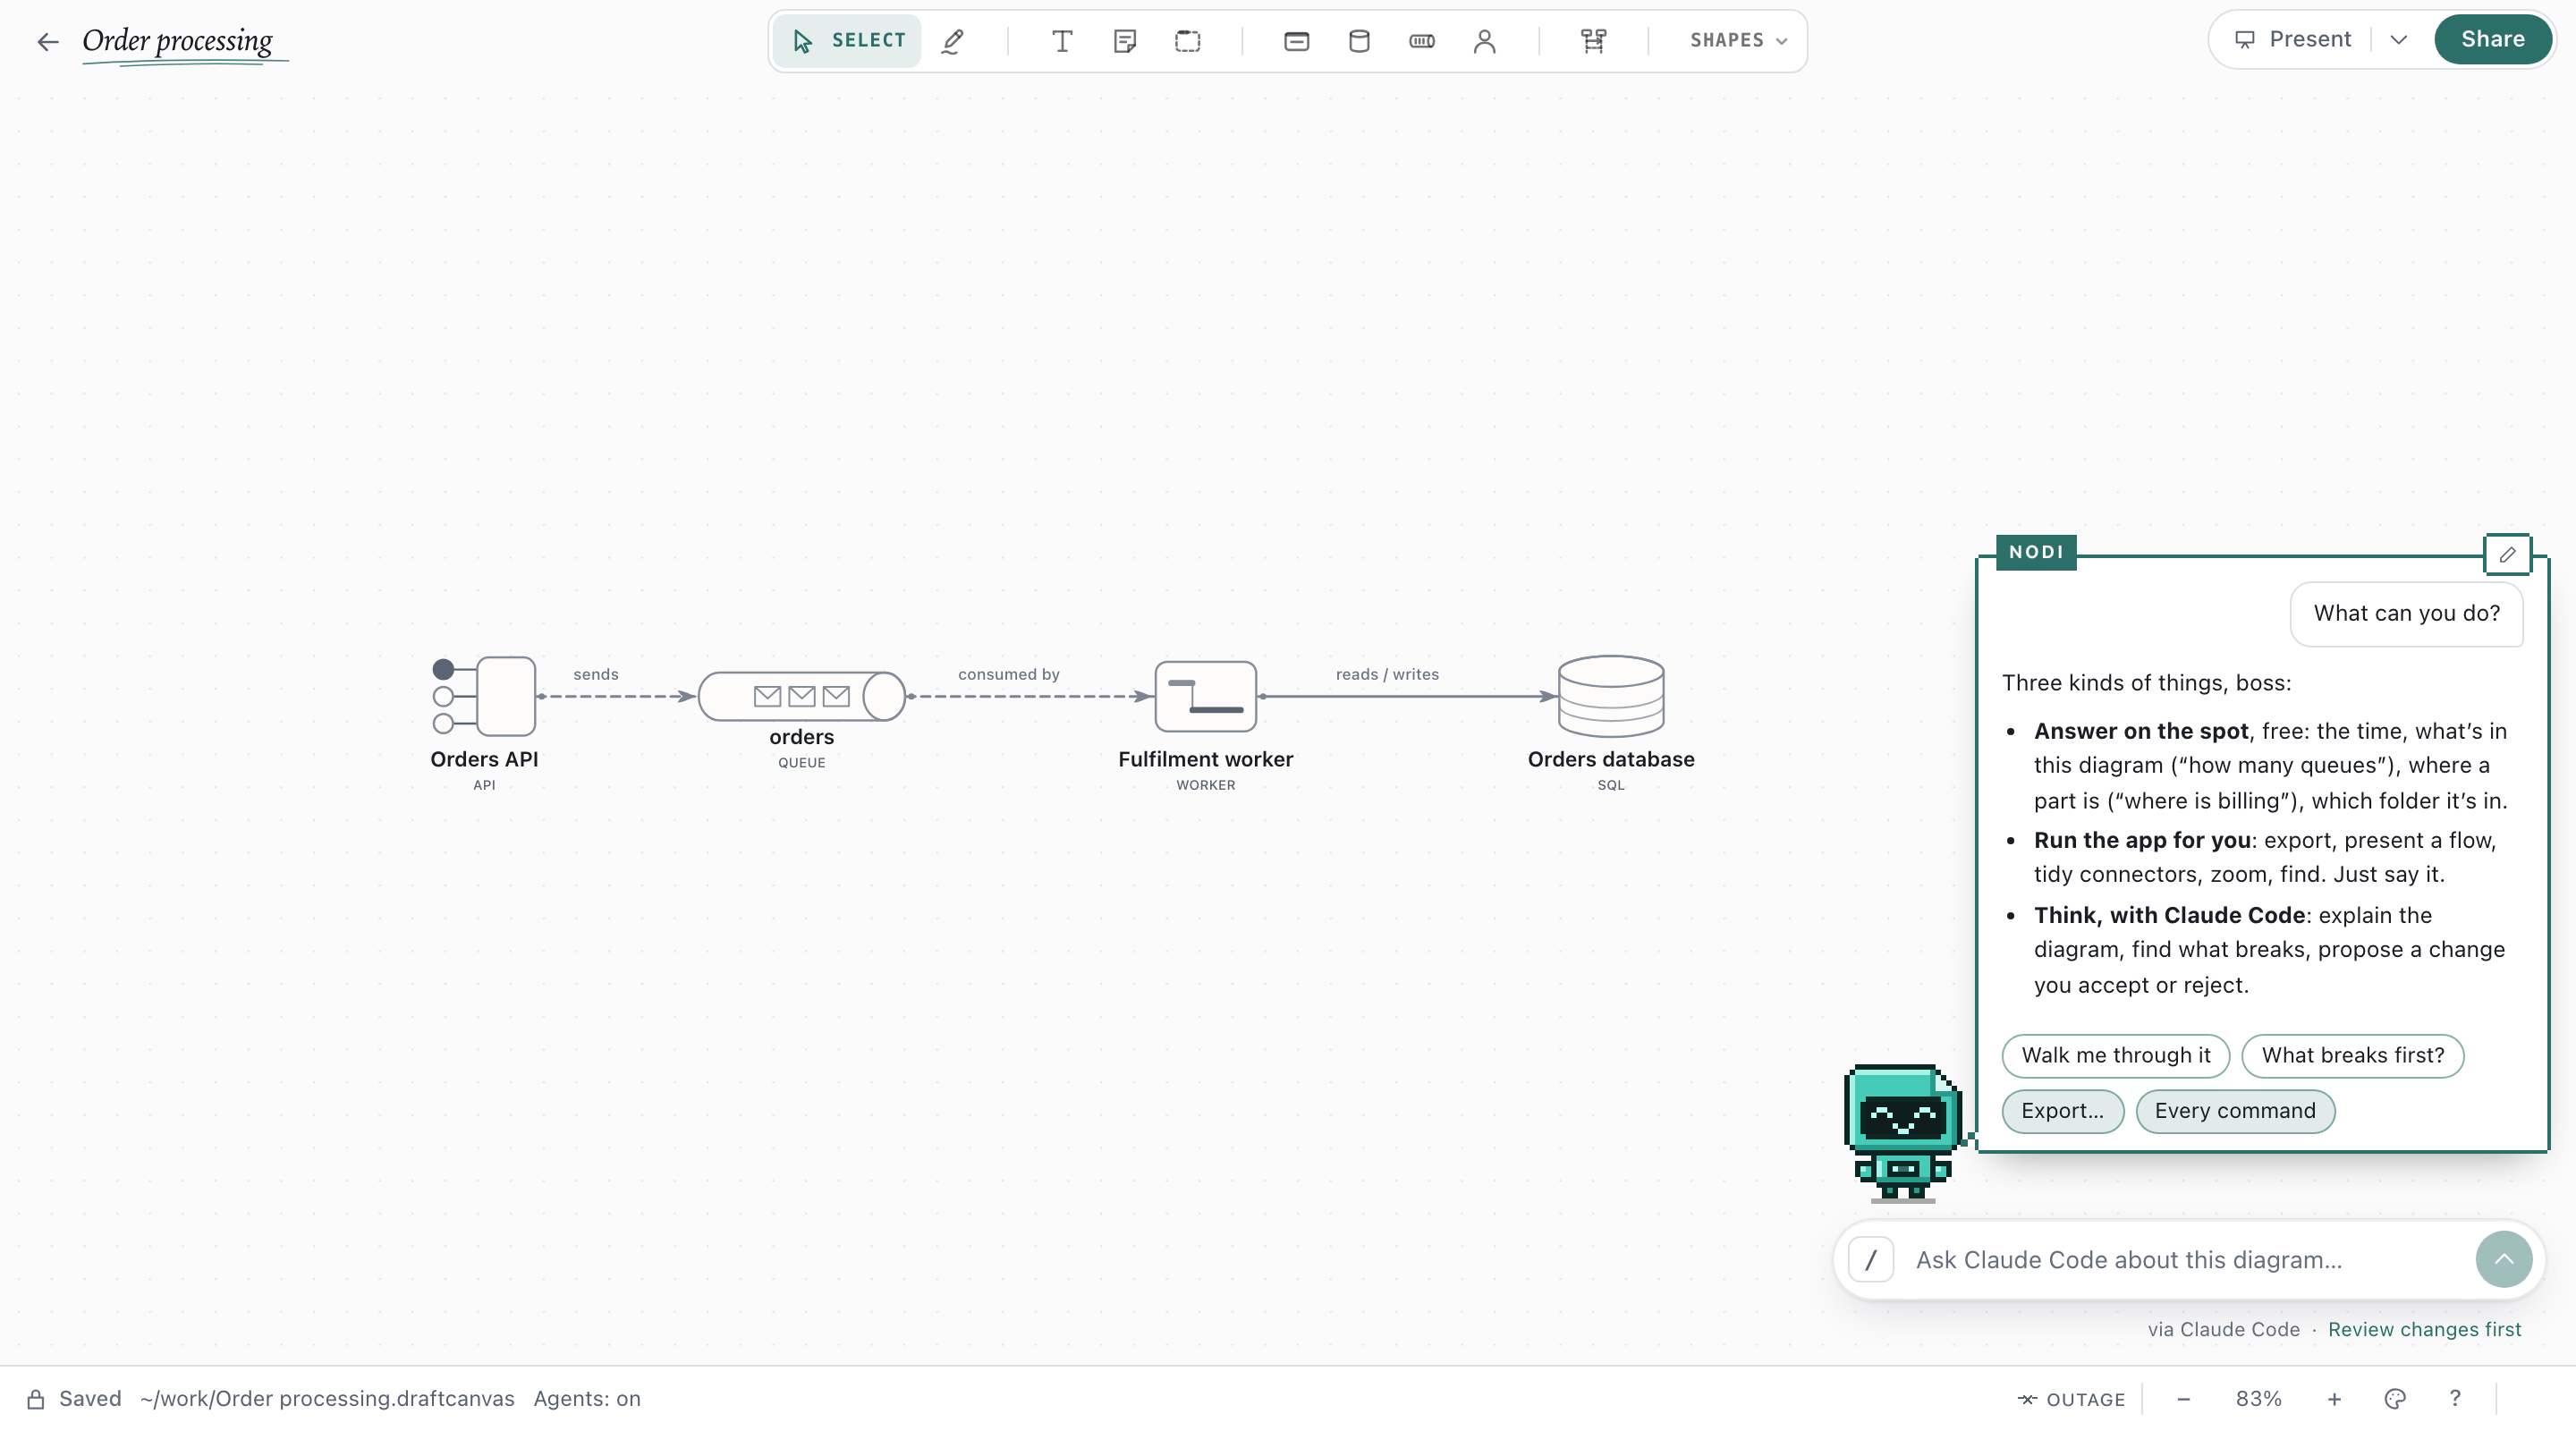 Order processing
SELECT
SHAPES
Present
Share
NODI
What can you do?
Three kinds of things, boss:
• Answer on the spot, free: the time, what’s in
this diagram (“how many queues”), where a
part is (“where is billing”), which folder it’s in.
• Run the app for you: export, present a flow,
tidy connectors, zoom, find. Just say it.
• Think, with Claude Code: explain the
diagram, find what breaks, propose a change
you accept or reject.
Walk me through it
What breaks first?
Export...
Every command
sends
consumed by
reads / writes
Orders API
API
orders
QUEUE
Fulfilment worker
WORKER
Orders database
SQL
/
Ask Claude Code about this diagram...
via Claude Code · Review changes first
Saved ~/work/Order processing.draftcanvas Agents: on
OUTAGE
− 83% + ?